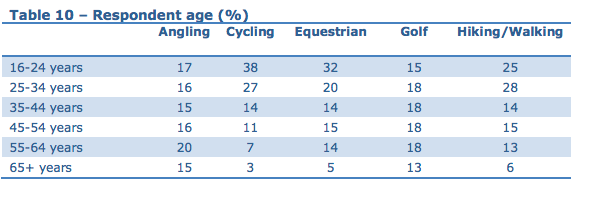 Table 10 – Respondent age (%)
Angling Cycling Equestrian Golf Hiking/Walking
16-24 years 17 38 32 15 25
25-34 years 16 27 20 18 28
35-44 years 15 14 14 18 14
45-54 years 16 11 15 18 15
55-64 years 20 7 14 18 13
65+ years 15 3 5 13 6